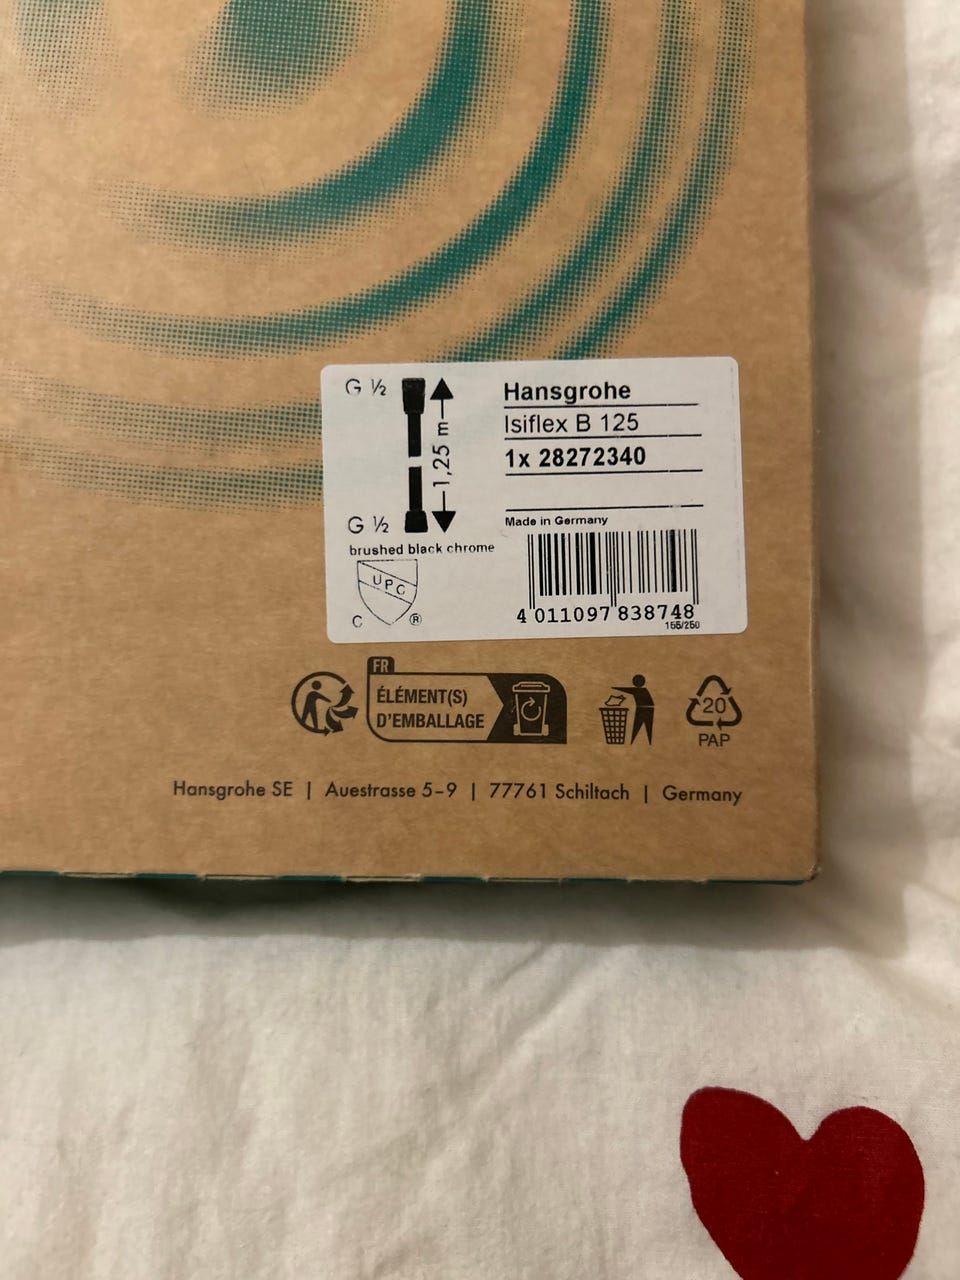 G ½
1,25 m
G ½
brushed black chrome
UPC
C ®
Hansgrohe
Isiflex B 125
1x 28272340
Made in Germany
4 011097 838748
155/250
FR
ÉLÉMENT(S)
D'EMBALLAGE
20
PAP
Hansgrohe SE | Auestrasse 5–9 | 77761 Schiltach | Germany